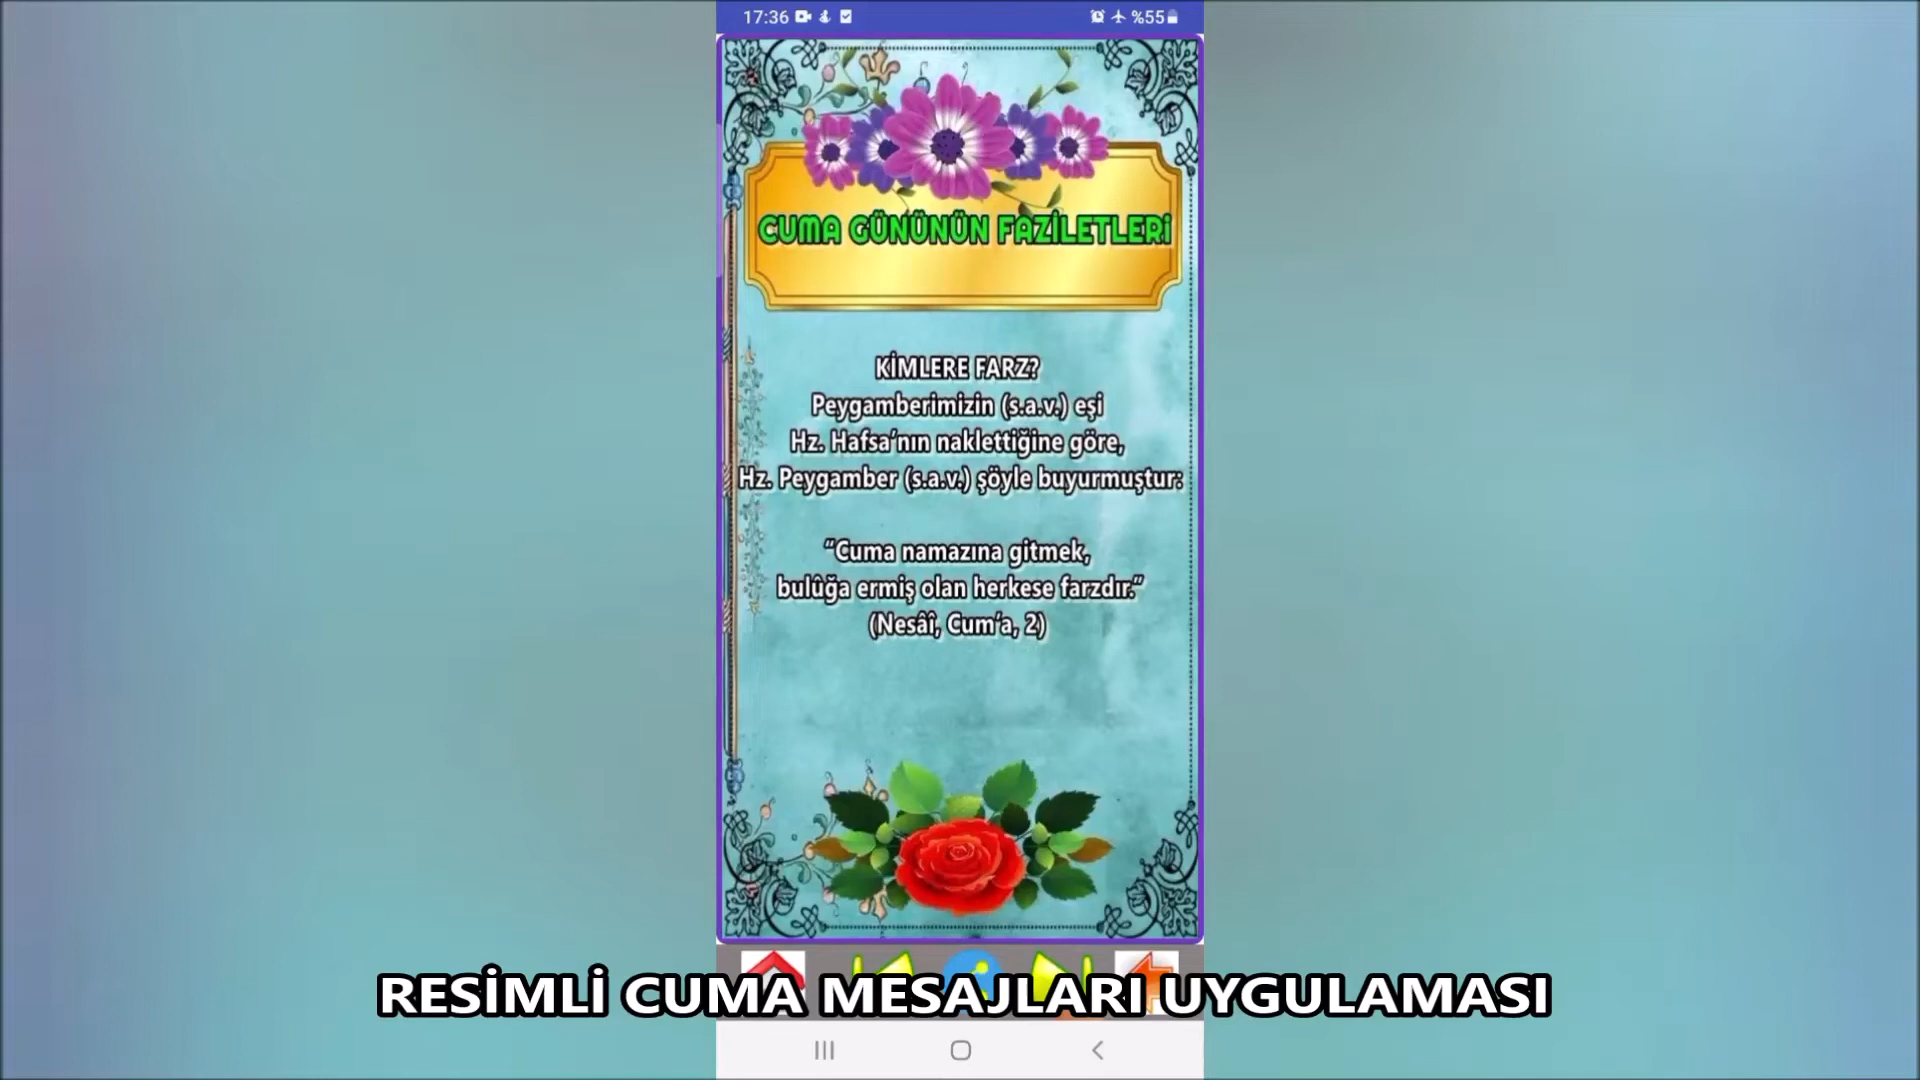 17:36
%55
CUMA GÜNÜNÜN FAZİLETLERİ
KİMLERE FARZ?
Peygamberimizin (s.a.v.) eşi
Hz. Hafsa’nın naklettiğine göre,
Hz. Peygamber (s.a.v.) şöyle buyurmuştur:
“Cuma namazına gitmek,
bulûğa ermiş olan herkese farzdır.”
(Nesâî, Cum’a, 2)
RESİMLİ CUMA MESAJLARI UYGULAMASI